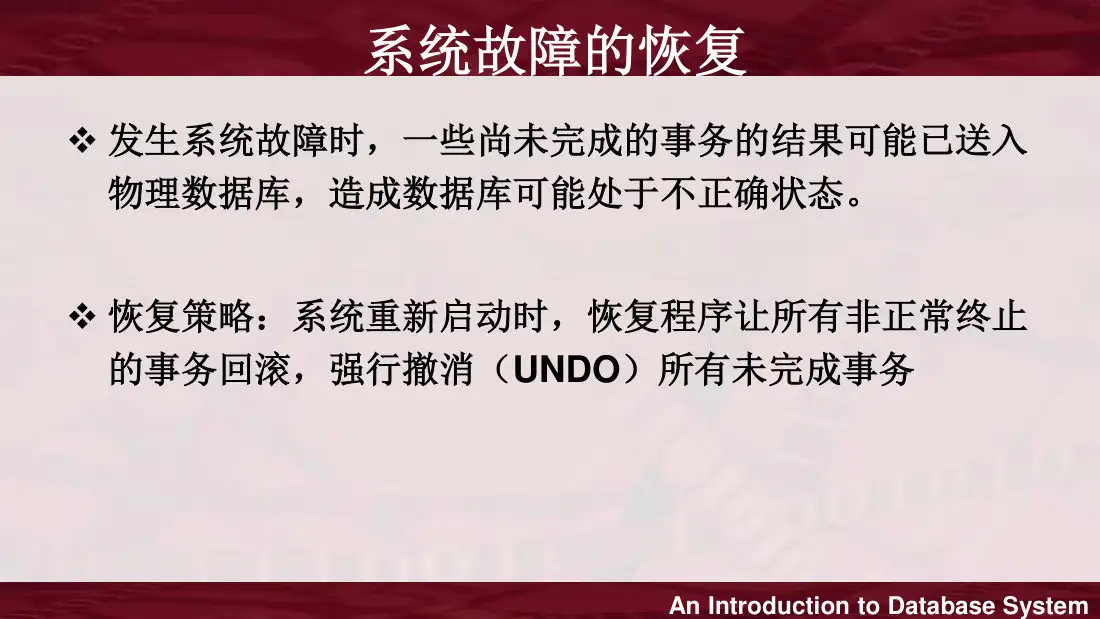 系统故障的恢复
❖ 发生系统故障时，一些尚未完成的事务的结果可能已送入
物理数据库，造成数据库可能处于不正确状态。
❖ 恢复策略：系统重新启动时，恢复程序让所有非正常终止
的事务回滚，强行撤消（UNDO）所有未完成事务
An Introduction to Database System